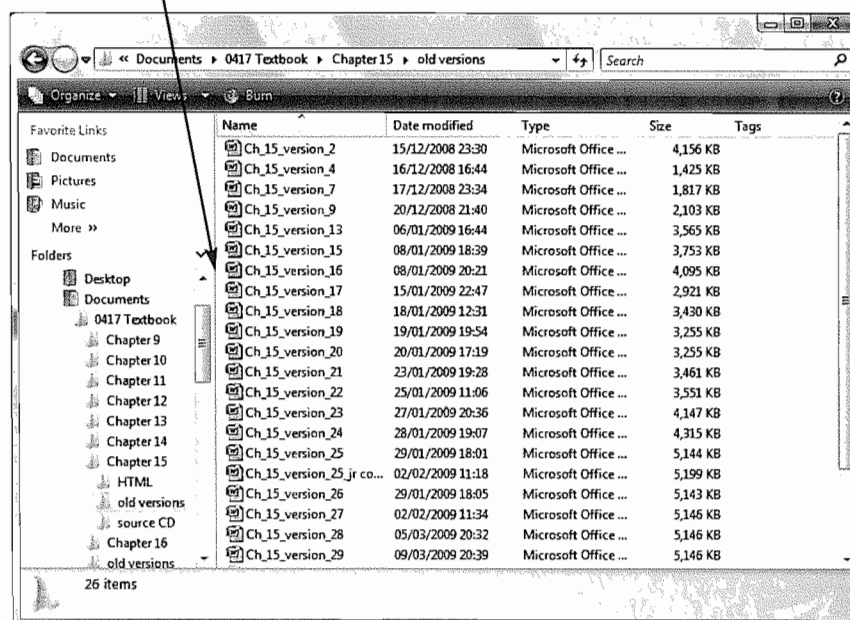 « Documents ▸ 0417 Textbook ▸ Chapter 15 ▸ old versions
Search
Organize Views Burn
Favorite Links
Documents
Pictures
Music
More »
Folders
Desktop
Documents
0417 Textbook
Chapter 9
Chapter 10
Chapter 11
Chapter 12
Chapter 13
Chapter 14
Chapter 15
HTML
old versions
source CD
Chapter 16
old versions
Name Date modified Type Size Tags
Ch_15_version_2 15/12/2008 23:30 Microsoft Office ... 4,156 KB
Ch_15_version_4 16/12/2008 16:44 Microsoft Office ... 1,425 KB
Ch_15_version_7 17/12/2008 23:34 Microsoft Office ... 1,817 KB
Ch_15_version_9 20/12/2008 21:40 Microsoft Office ... 2,103 KB
Ch_15_version_13 06/01/2009 16:44 Microsoft Office ... 3,565 KB
Ch_15_version_15 08/01/2009 18:39 Microsoft Office ... 3,753 KB
Ch_15_version_16 08/01/2009 20:21 Microsoft Office ... 4,095 KB
Ch_15_version_17 15/01/2009 22:47 Microsoft Office ... 2,921 KB
Ch_15_version_18 18/01/2009 12:31 Microsoft Office ... 3,430 KB
Ch_15_version_19 19/01/2009 19:54 Microsoft Office ... 3,255 KB
Ch_15_version_20 20/01/2009 17:19 Microsoft Office ... 3,255 KB
Ch_15_version_21 23/01/2009 19:28 Microsoft Office ... 3,461 KB
Ch_15_version_22 25/01/2009 11:06 Microsoft Office ... 3,551 KB
Ch_15_version_23 27/01/2009 20:36 Microsoft Office ... 4,147 KB
Ch_15_version_24 28/01/2009 19:07 Microsoft Office ... 4,315 KB
Ch_15_version_25 29/01/2009 18:01 Microsoft Office ... 5,144 KB
Ch_15_version_25_jr co... 02/02/2009 11:18 Microsoft Office ... 5,199 KB
Ch_15_version_26 29/01/2009 18:05 Microsoft Office ... 5,143 KB
Ch_15_version_27 02/02/2009 11:34 Microsoft Office ... 5,146 KB
Ch_15_version_28 05/03/2009 20:32 Microsoft Office ... 5,146 KB
Ch_15_version_29 09/03/2009 20:39 Microsoft Office ... 5,146 KB
26 items